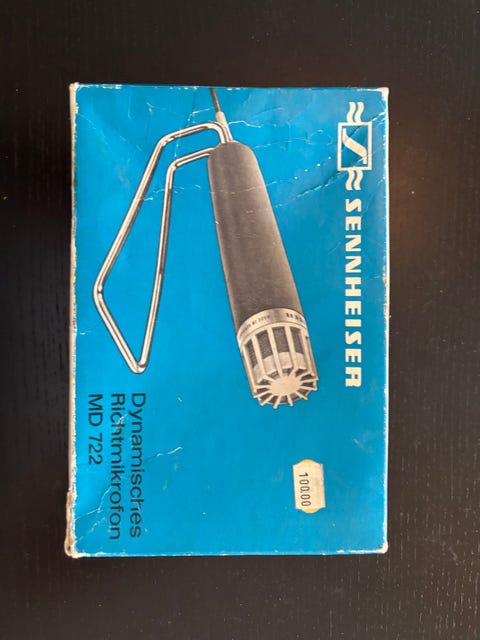 SENNHEISER
Dynamisches
Richtmikrofon
MD 722
100.00